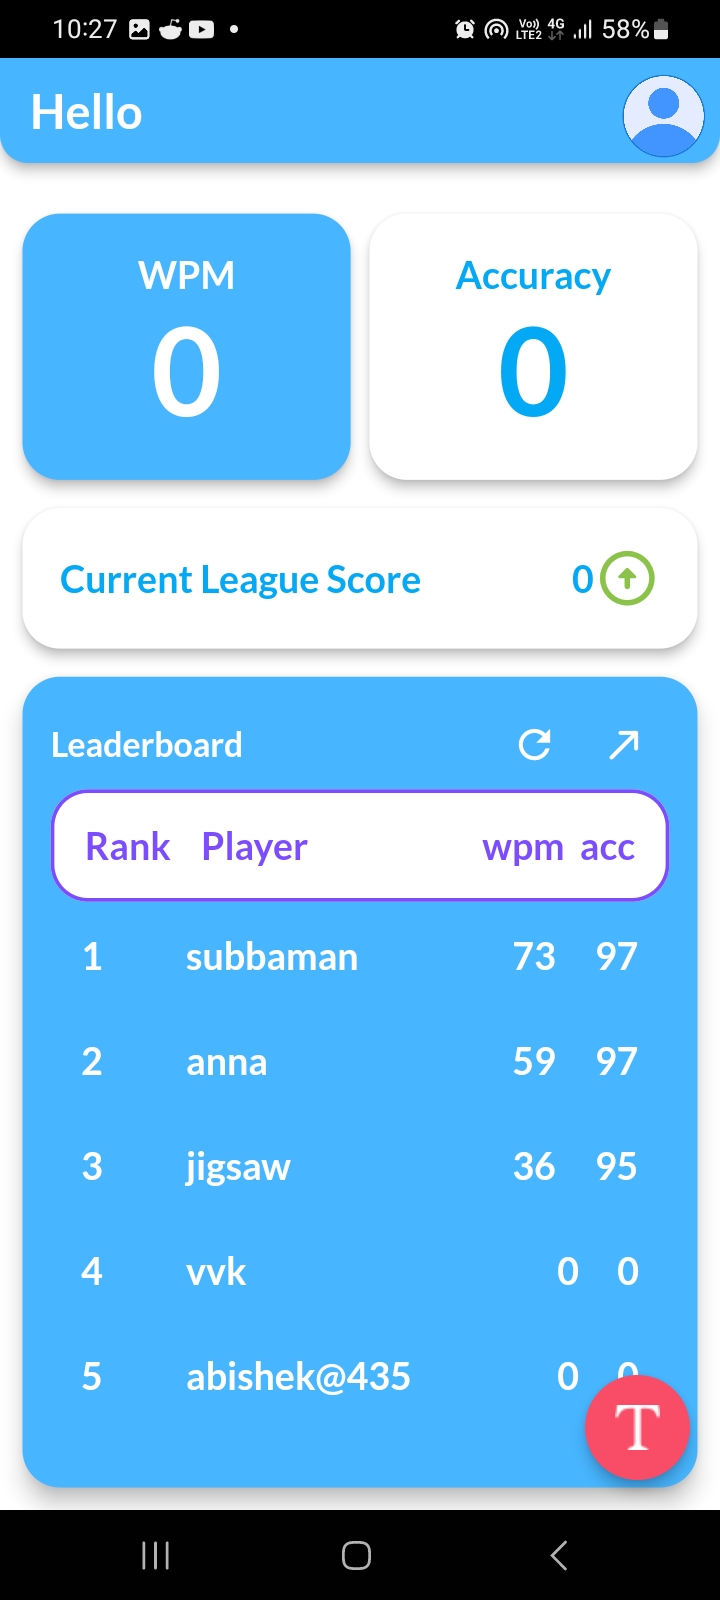 10:27 Vo)) LTE2 4G 58%
Hello
WPM Accuracy
0 0
Current League Score 0
Leaderboard
Rank Player wpm acc
1 subbaman 73 97
2 anna 59 97
3 jigsaw 36 95
4 vvk 0 0
5 abishek@435 0 0
T